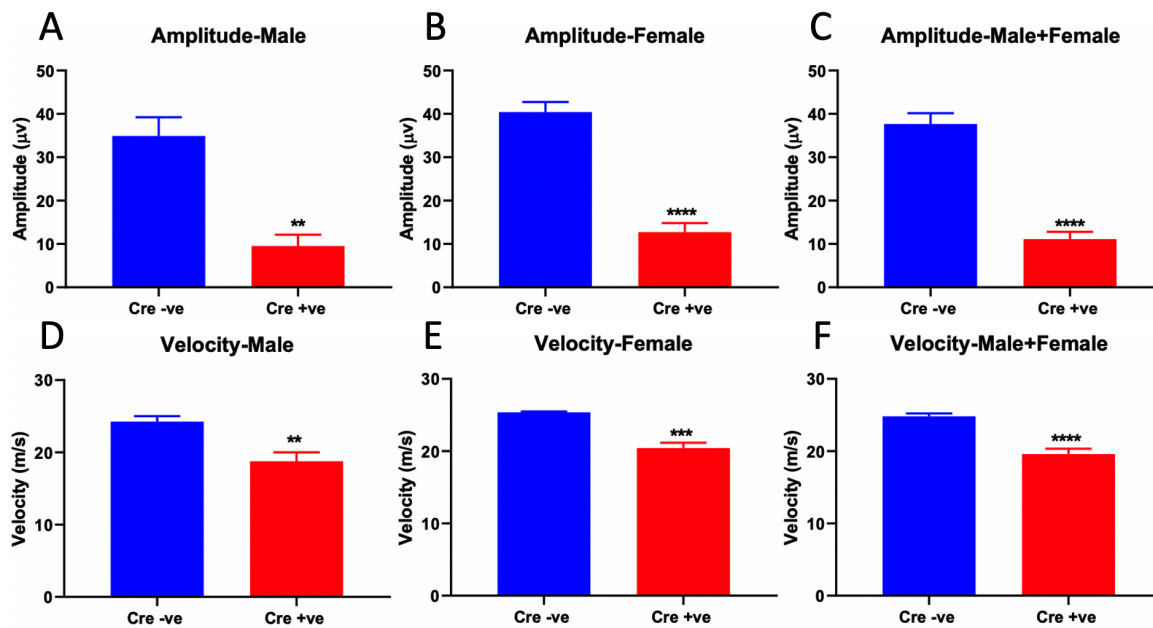 A
Amplitude-Male
50
40
30
20
10
0
Amplitude (μv)
**
Cre -ve Cre +ve
B
Amplitude-Female
50
40
30
20
10
0
Amplitude (μv)
****
Cre -ve Cre +ve
C
Amplitude-Male+Female
50
40
30
20
10
0
Amplitude (μv)
****
Cre -ve Cre +ve
D
Velocity-Male
30
20
10
0
Velocity (m/s)
**
Cre -ve Cre +ve
E
Velocity-Female
30
20
10
0
Velocity (m/s)
***
Cre -ve Cre +ve
F
Velocity-Male+Female
30
20
10
0
Velocity (m/s)
****
Cre -ve Cre +ve